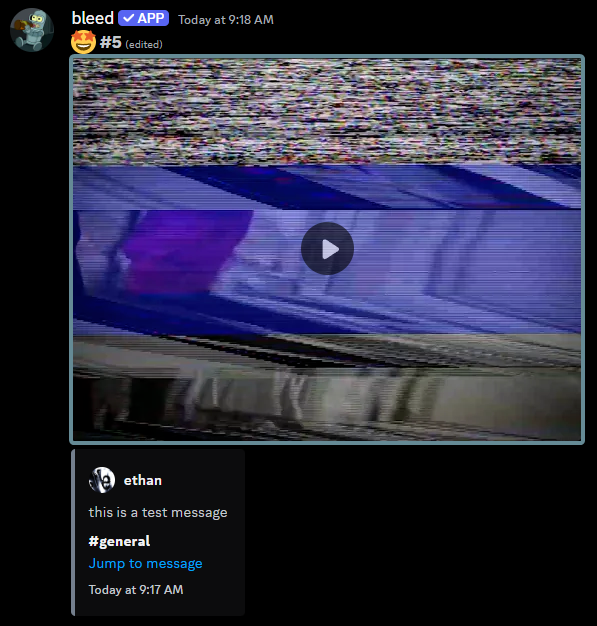 bleed ✓ APP Today at 9:18 AM
🤩 #5 (edited)
ethan
this is a test message
#general
Jump to message
Today at 9:17 AM